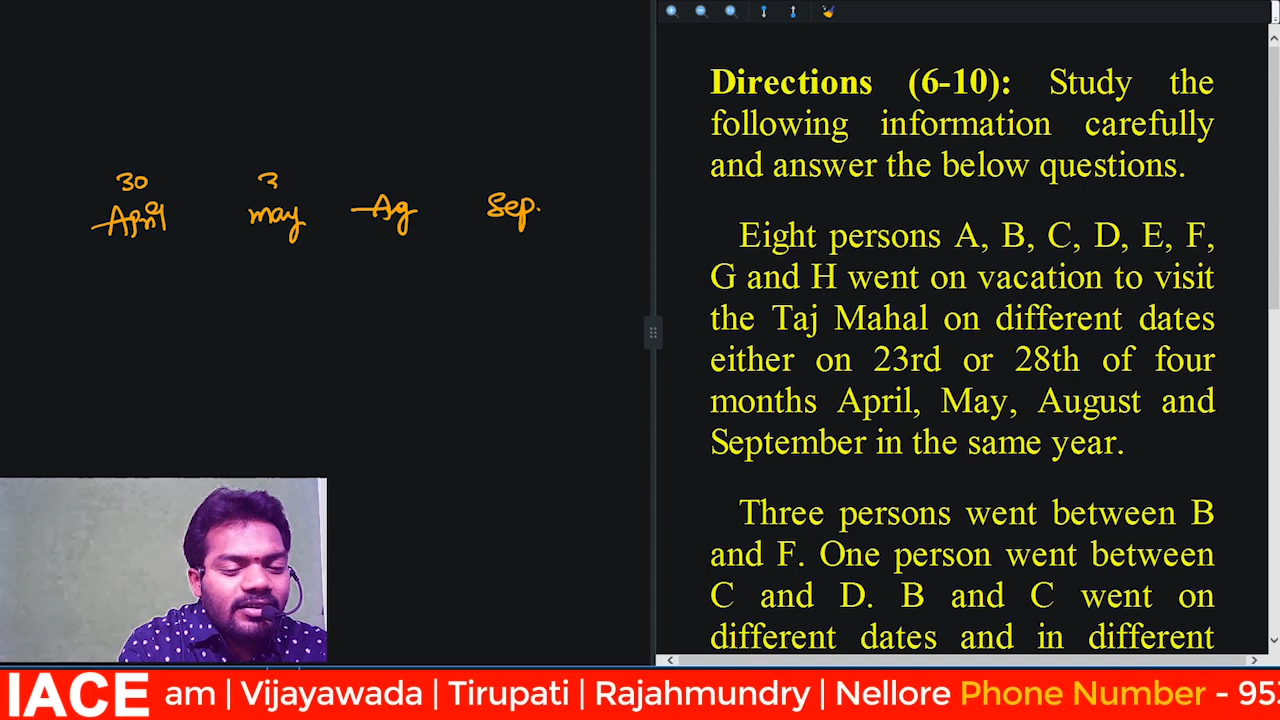 30
April
3
may
Ag
Sep.
Directions (6-10): Study the
following information carefully
and answer the below questions.
Eight persons A, B, C, D, E, F,
G and H went on vacation to visit
the Taj Mahal on different dates
either on 23rd or 28th of four
months April, May, August and
September in the same year.
Three persons went between B
and F. One person went between
C and D. B and C went on
different dates and in different
IACE am | Vijayawada | Tirupati | Rajahmundry | Nellore Phone Number -